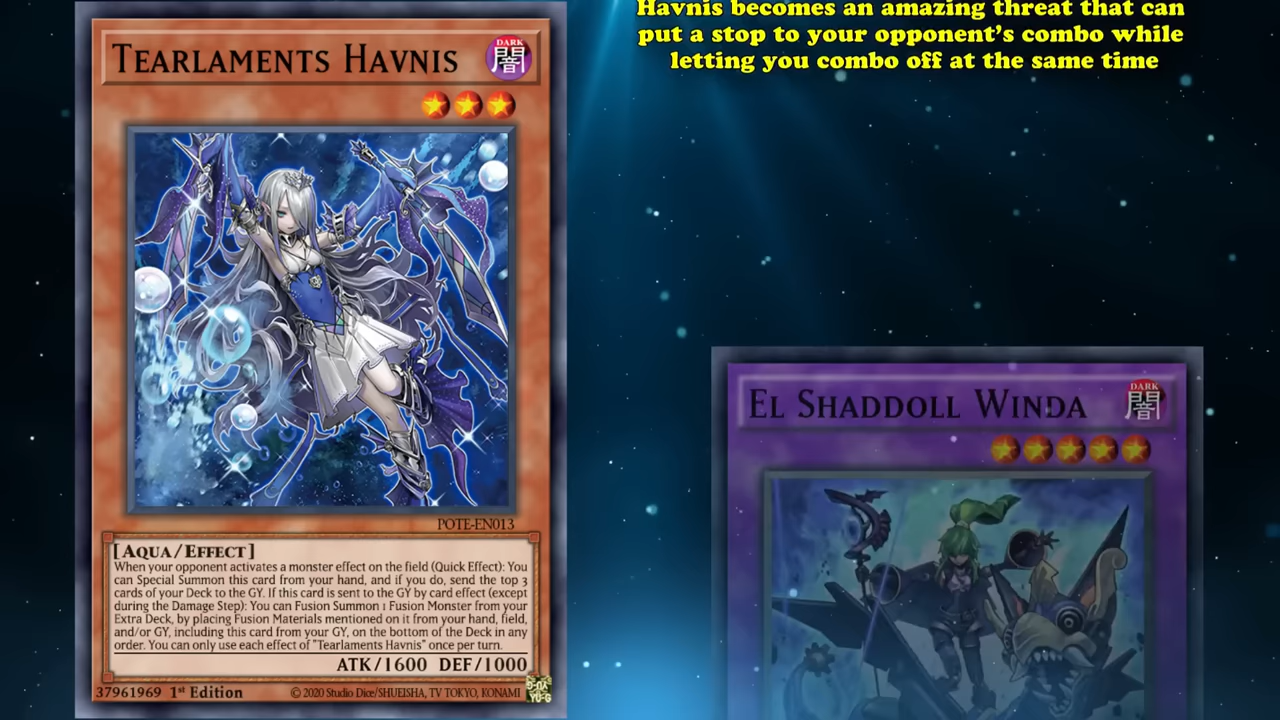 Havnis becomes an amazing threat that can
put a stop to your opponent's combo while
letting you combo off at the same time
TEARLAMENTS HAVNIS
DARK
闇
POTE-EN013
[AQUA/EFFECT]
When your opponent activates a monster effect on the field (Quick Effect): You
can Special Summon this card from your hand, and if you do, send the top 3
cards of your Deck to the GY. If this card is sent to the GY by card effect (except
during the Damage Step): You can Fusion Summon 1 Fusion Monster from your
Extra Deck, by placing Fusion Materials mentioned on it from your hand, field,
and/or GY, including this card from your GY, on the bottom of the Deck in any
order. You can only use each effect of "Tearlaments Havnis" once per turn.
ATK/1600 DEF/1000
37961969 1st Edition
©2020 Studio Dice/SHUEISHA, TV TOKYO, KONAMI
EL SHADDOLL WINDA
DARK
闇